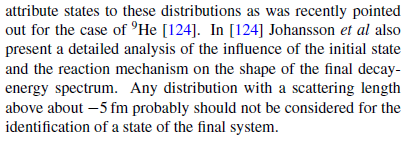 attribute states to these distributions as was recently pointed
out for the case of ⁹He [124]. In [124] Johansson et al also
present a detailed analysis of the influence of the initial state
and the reaction mechanism on the shape of the final decay-
energy spectrum. Any distribution with a scattering length
above about −5 fm probably should not be considered for the
identification of a state of the final system.